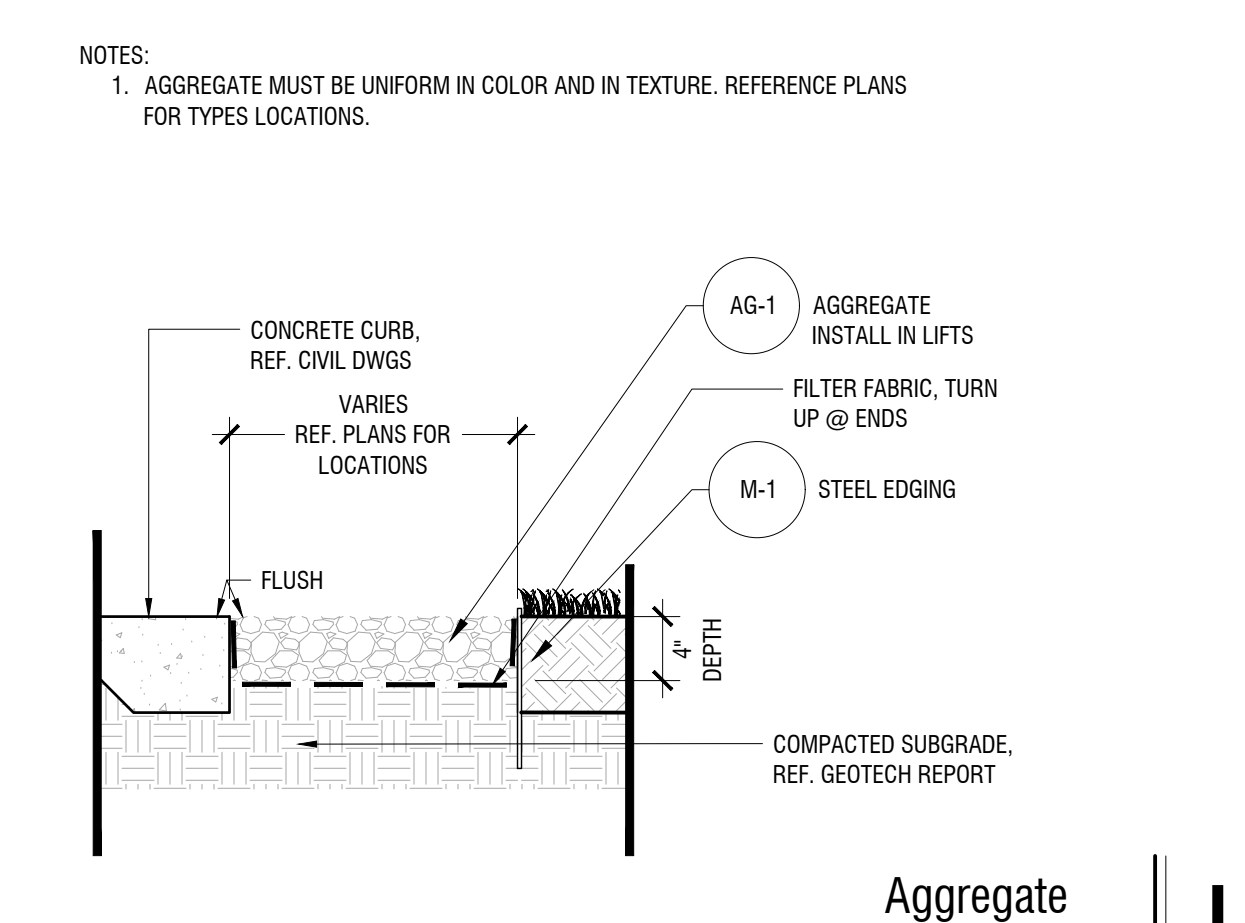 NOTES:
1. AGGREGATE MUST BE UNIFORM IN COLOR AND IN TEXTURE. REFERENCE PLANS
FOR TYPES LOCATIONS.
AG-1
AGGREGATE
INSTALL IN LIFTS
CONCRETE CURB,
REF. CIVIL DWGS
FILTER FABRIC, TURN
UP @ ENDS
VARIES
REF. PLANS FOR
LOCATIONS
M-1
STEEL EDGING
FLUSH
4"
DEPTH
COMPACTED SUBGRADE,
REF. GEOTECH REPORT
Aggregate